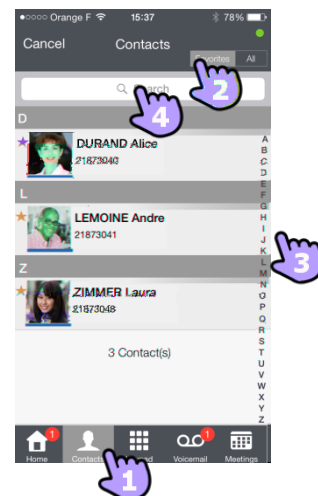 Orange F 15:37 78%
Cancel Contacts
Favorites All
Search
2
4
D
DURAND Alice
21873040
L
LEMOINE Andre
21873041
Z
ZIMMER Laura
21873048
3 Contact(s)
A
B
C
D
E
F
G
H
I
J
K
L
M
N
O
P
Q
R
S
T
U
V
W
X
Y
Z
3
1 1
Home Contacts Voicemail Meetings
1